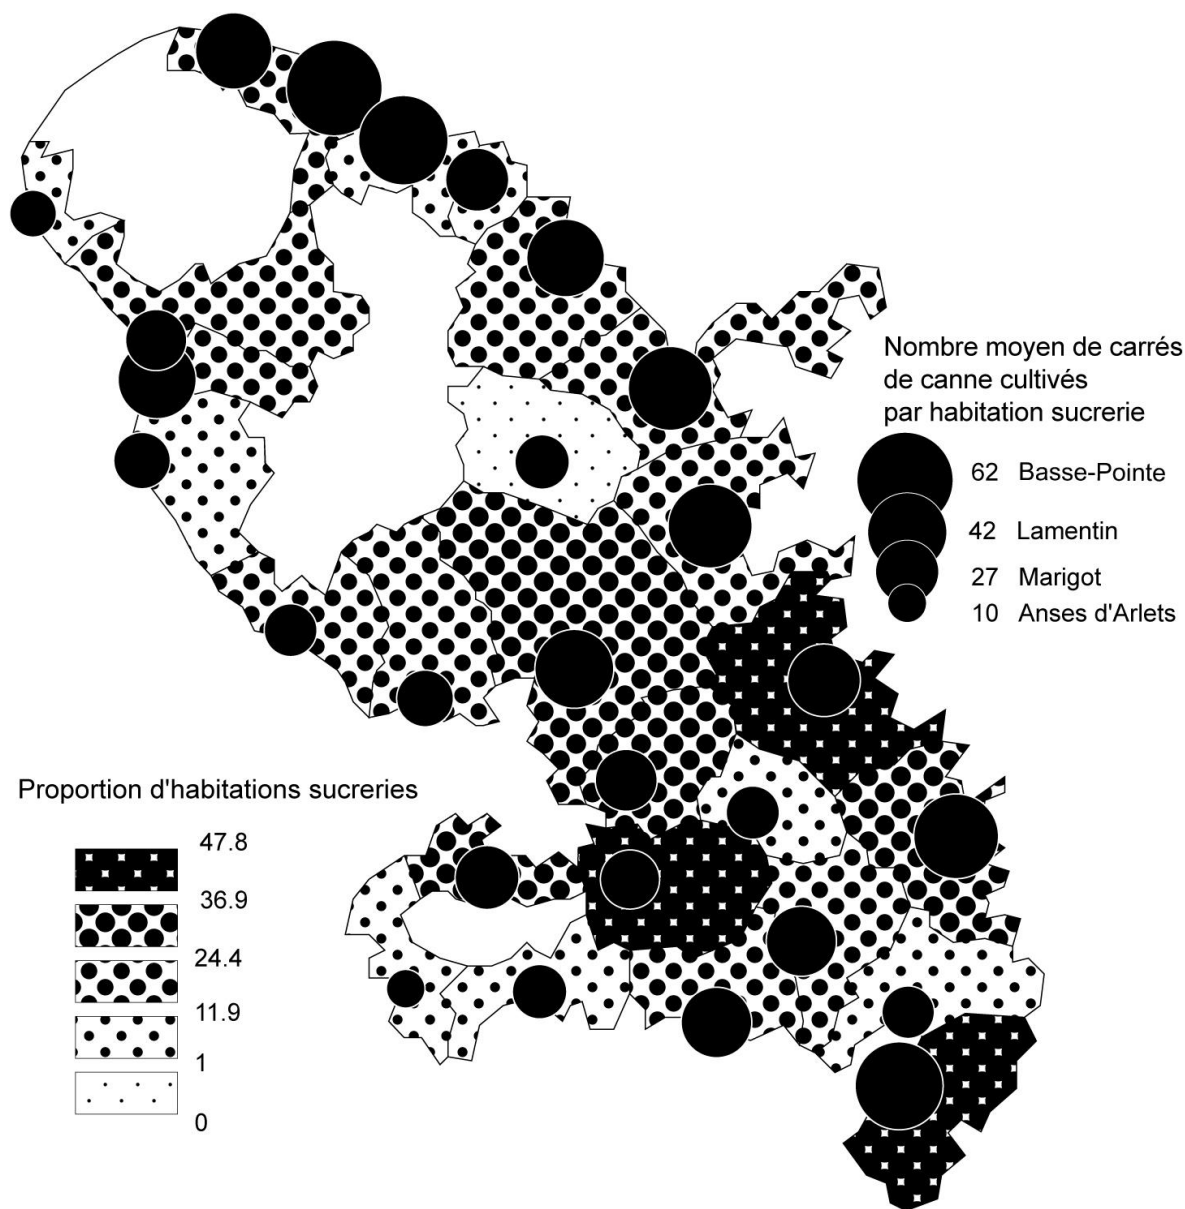 Nombre moyen de carrés
de canne cultivés
par habitation sucrerie
62 Basse-Pointe
42 Lamentin
27 Marigot
10 Anses d'Arlets
Proportion d'habitations sucreries
47.8
36.9
24.4
11.9
1
0